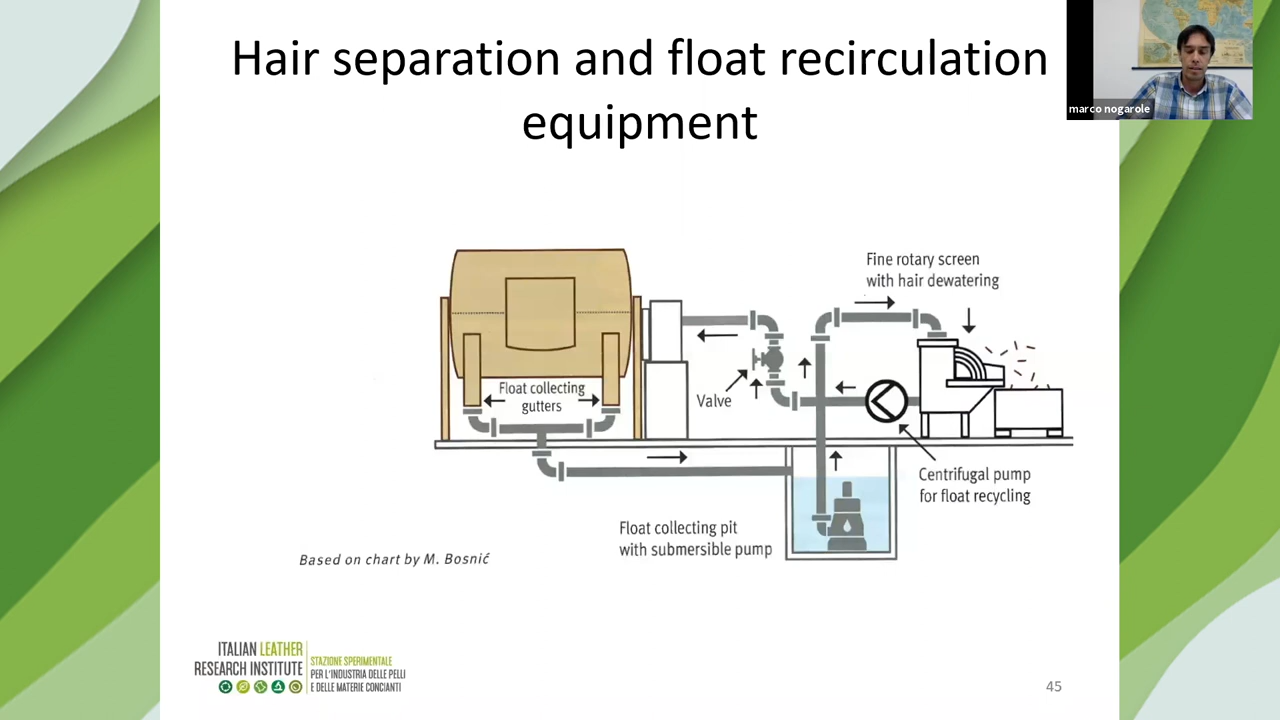 Hair separation and float recirculation
equipment
marco nogarole
Fine rotary screen
with hair dewatering
Float collecting
gutters
Valve
Centrifugal pump
for float recycling
Float collecting pit
with submersible pump
Based on chart by M. Bosnić
ITALIAN LEATHER
RESEARCH INSTITUTE
STAZIONE SPERIMENTALE
PER L'INDUSTRIA DELLE PELLI
E DELLE MATERIE CONCIANTI
45